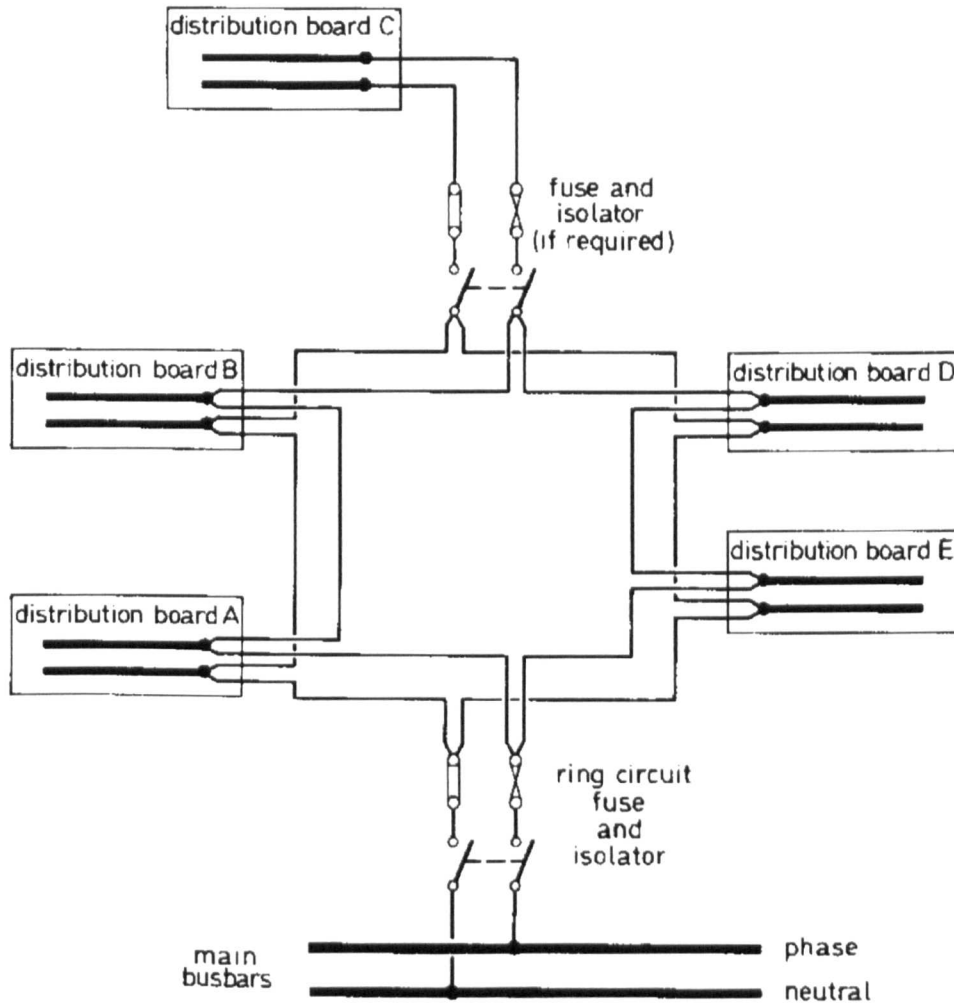 distribution board C
fuse and
isolator
(if required)
distribution board B
distribution board D
distribution board E
distribution board A
ring circuit
fuse
and
isolator
main
busbars
phase
neutral